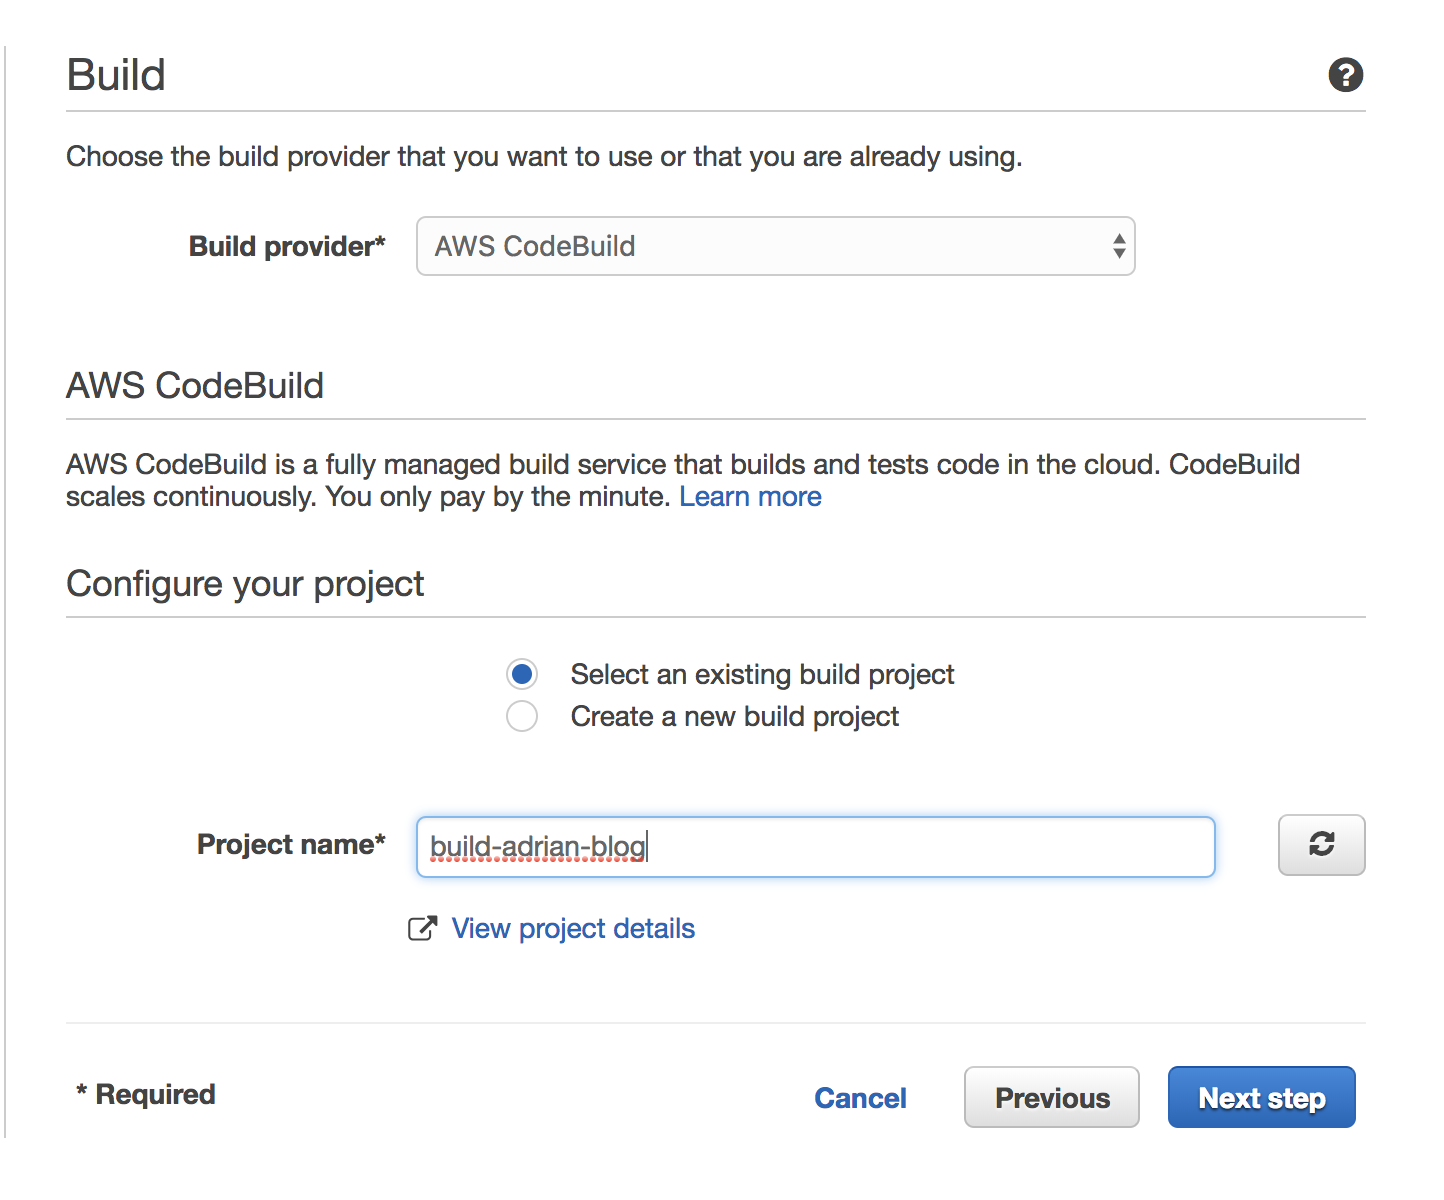 Build
Choose the build provider that you want to use or that you are already using.
Build provider* AWS CodeBuild
AWS CodeBuild
AWS CodeBuild is a fully managed build service that builds and tests code in the cloud. CodeBuild
scales continuously. You only pay by the minute. Learn more
Configure your project
Select an existing build project
Create a new build project
Project name* build-adrian-blog
View project details
* Required Cancel Previous Next step